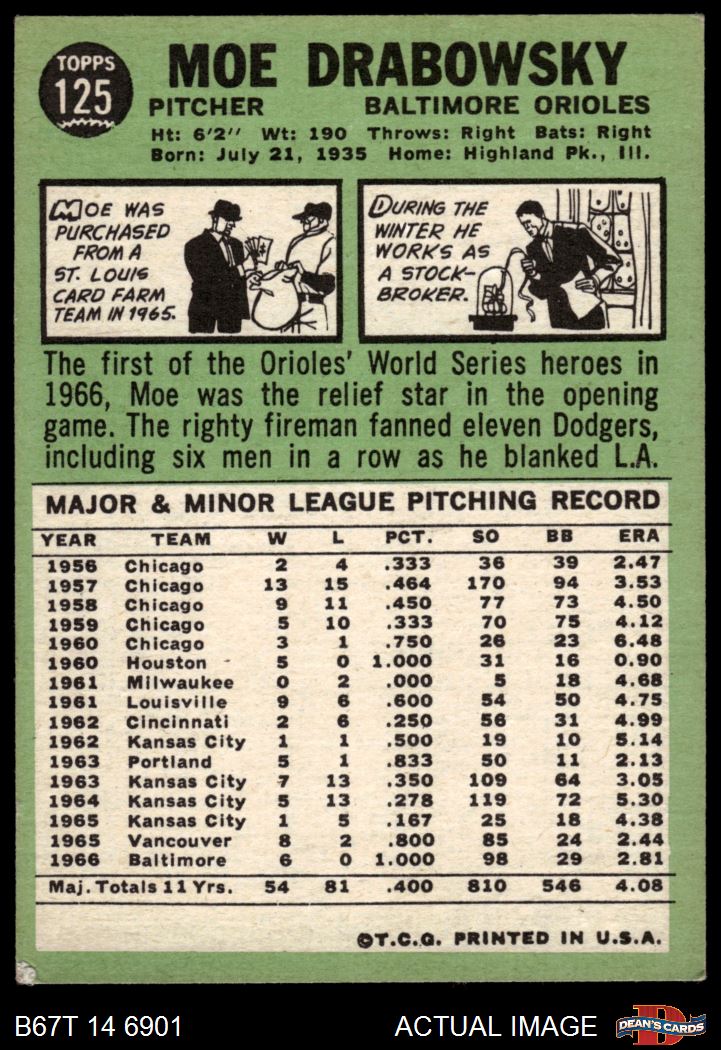 TOPPS
125
MOE DRABOWSKY
PITCHER BALTIMORE ORIOLES
Ht: 6'2" Wt: 190 Throws: Right Bats: Right
Born: July 21, 1935 Home: Highland Pk., Ill.
MOE WAS
PURCHASED
FROM A
ST. LOUIS
CARD FARM
TEAM IN 1965.
DURING THE
WINTER HE
WORKS AS
A STOCK-
BROKER.
The first of the Orioles' World Series heroes in
1966, Moe was the relief star in the opening
game. The righty fireman fanned eleven Dodgers,
including six men in a row as he blanked L.A.
MAJOR & MINOR LEAGUE PITCHING RECORD
YEAR TEAM W L PCT. SO BB ERA
1956 Chicago 2 4 .333 36 39 2.47
1957 Chicago 13 15 .464 170 94 3.53
1958 Chicago 9 11 .450 77 73 4.50
1959 Chicago 5 10 .333 70 75 4.12
1960 Chicago 3 1 .750 26 23 6.48
1960 Houston 5 0 1.000 31 16 0.90
1961 Milwaukee 0 2 .000 5 18 4.68
1961 Louisville 9 6 .600 54 50 4.75
1962 Cincinnati 2 6 .250 56 31 4.99
1962 Kansas City 1 1 .500 19 10 5.14
1963 Portland 5 1 .833 50 11 2.13
1963 Kansas City 7 13 .350 109 64 3.05
1964 Kansas City 5 13 .278 119 72 5.30
1965 Kansas City 1 5 .167 25 18 4.38
1965 Vancouver 8 2 .800 85 24 2.44
1966 Baltimore 6 0 1.000 98 29 2.81
Maj. Totals 11 Yrs. 54 81 .400 810 546 4.08
©T.C.G. PRINTED IN U.S.A.
B67T 14 6901 ACTUAL IMAGE
DEAN'S CARDS